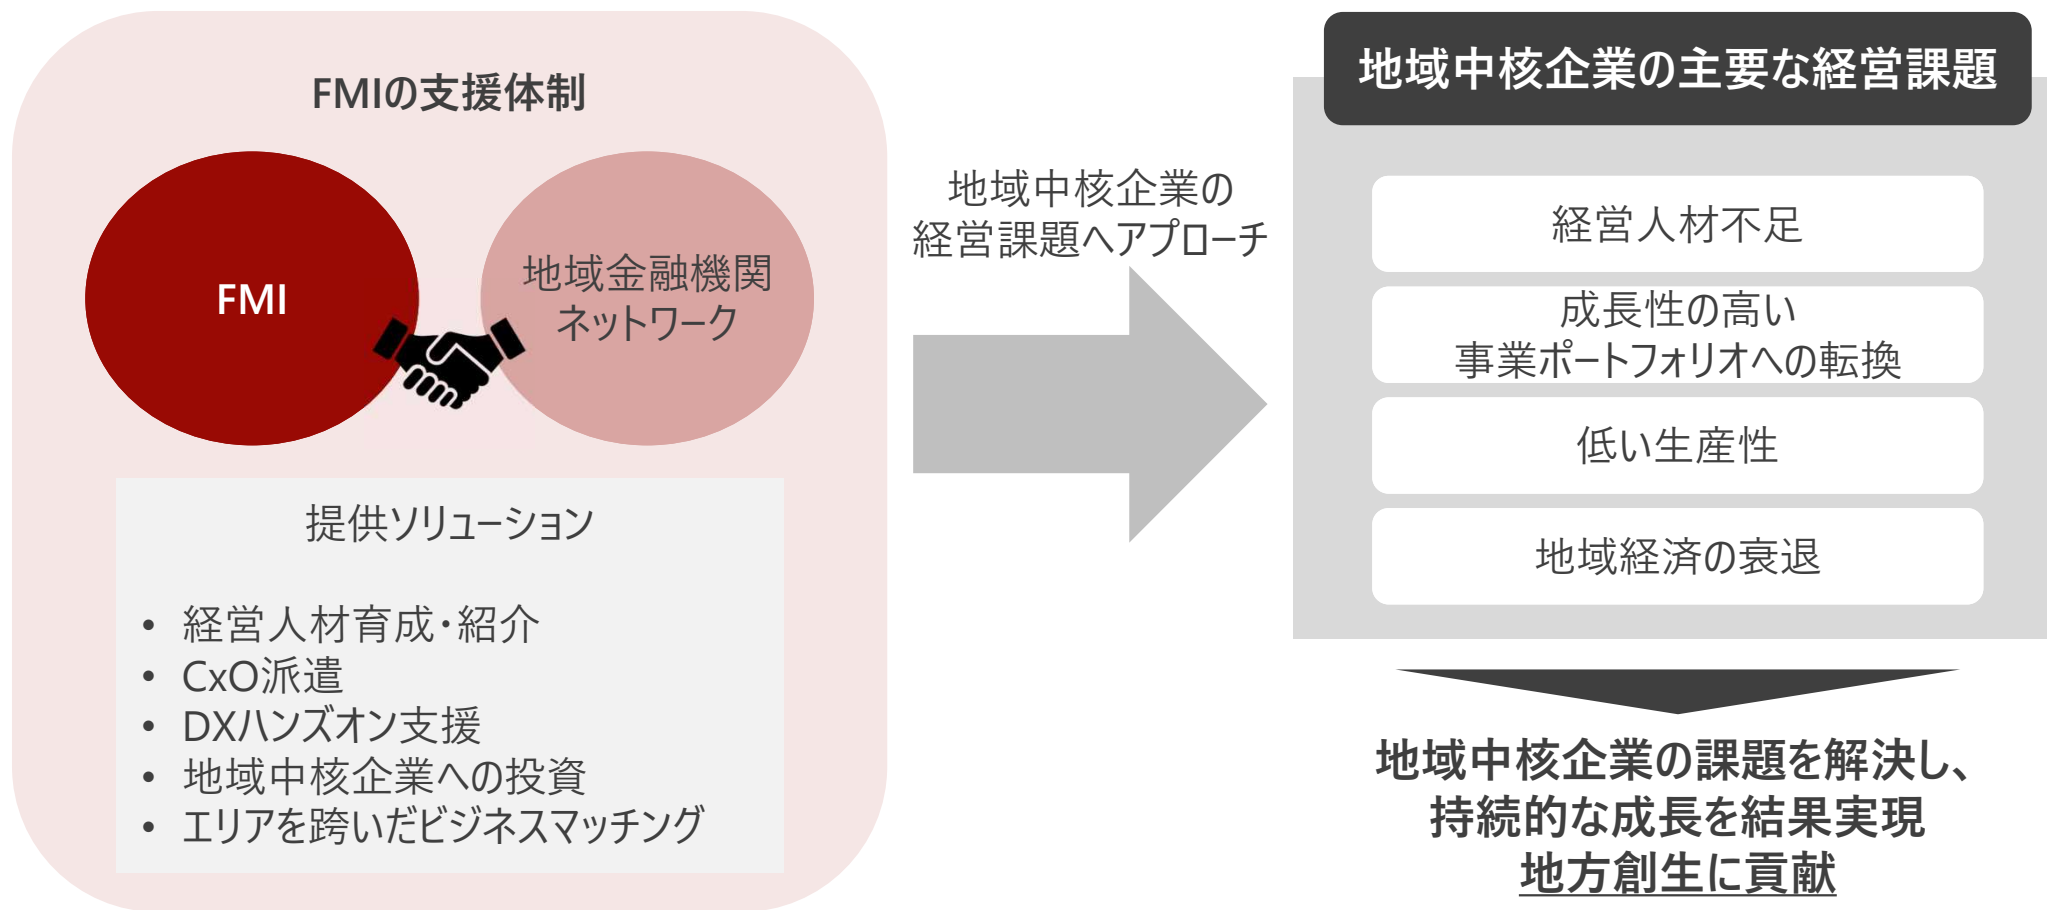 FMIの支援体制
FMI
地域金融機関
ネットワーク
提供ソリューション
• 経営人材育成・紹介
• CxO派遣
• DXハンズオン支援
• 地域中核企業への投資
• エリアを跨いだビジネスマッチング
地域中核企業の
経営課題へアプローチ
地域中核企業の主要な経営課題
経営人材不足
成長性の高い
事業ポートフォリオへの転換
低い生産性
地域経済の衰退
地域中核企業の課題を解決し、
持続的な成長を結果実現
地方創生に貢献